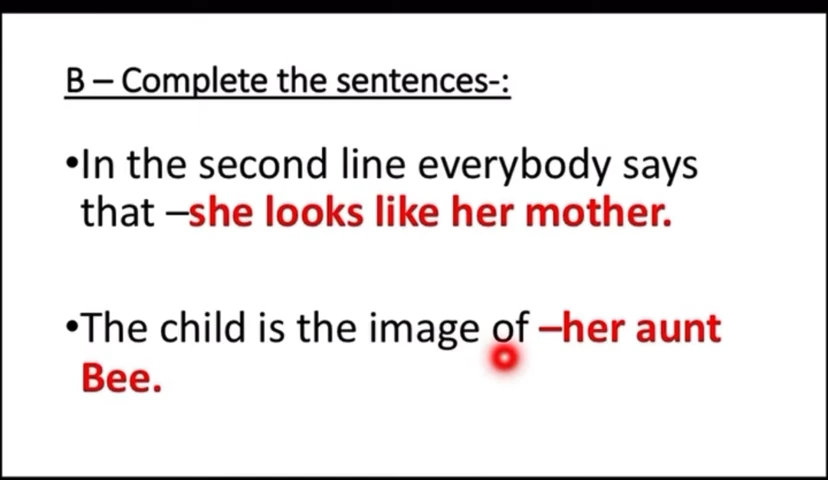 B – Complete the sentences-:
•In the second line everybody says
that –she looks like her mother.
•The child is the image of –her aunt
Bee.